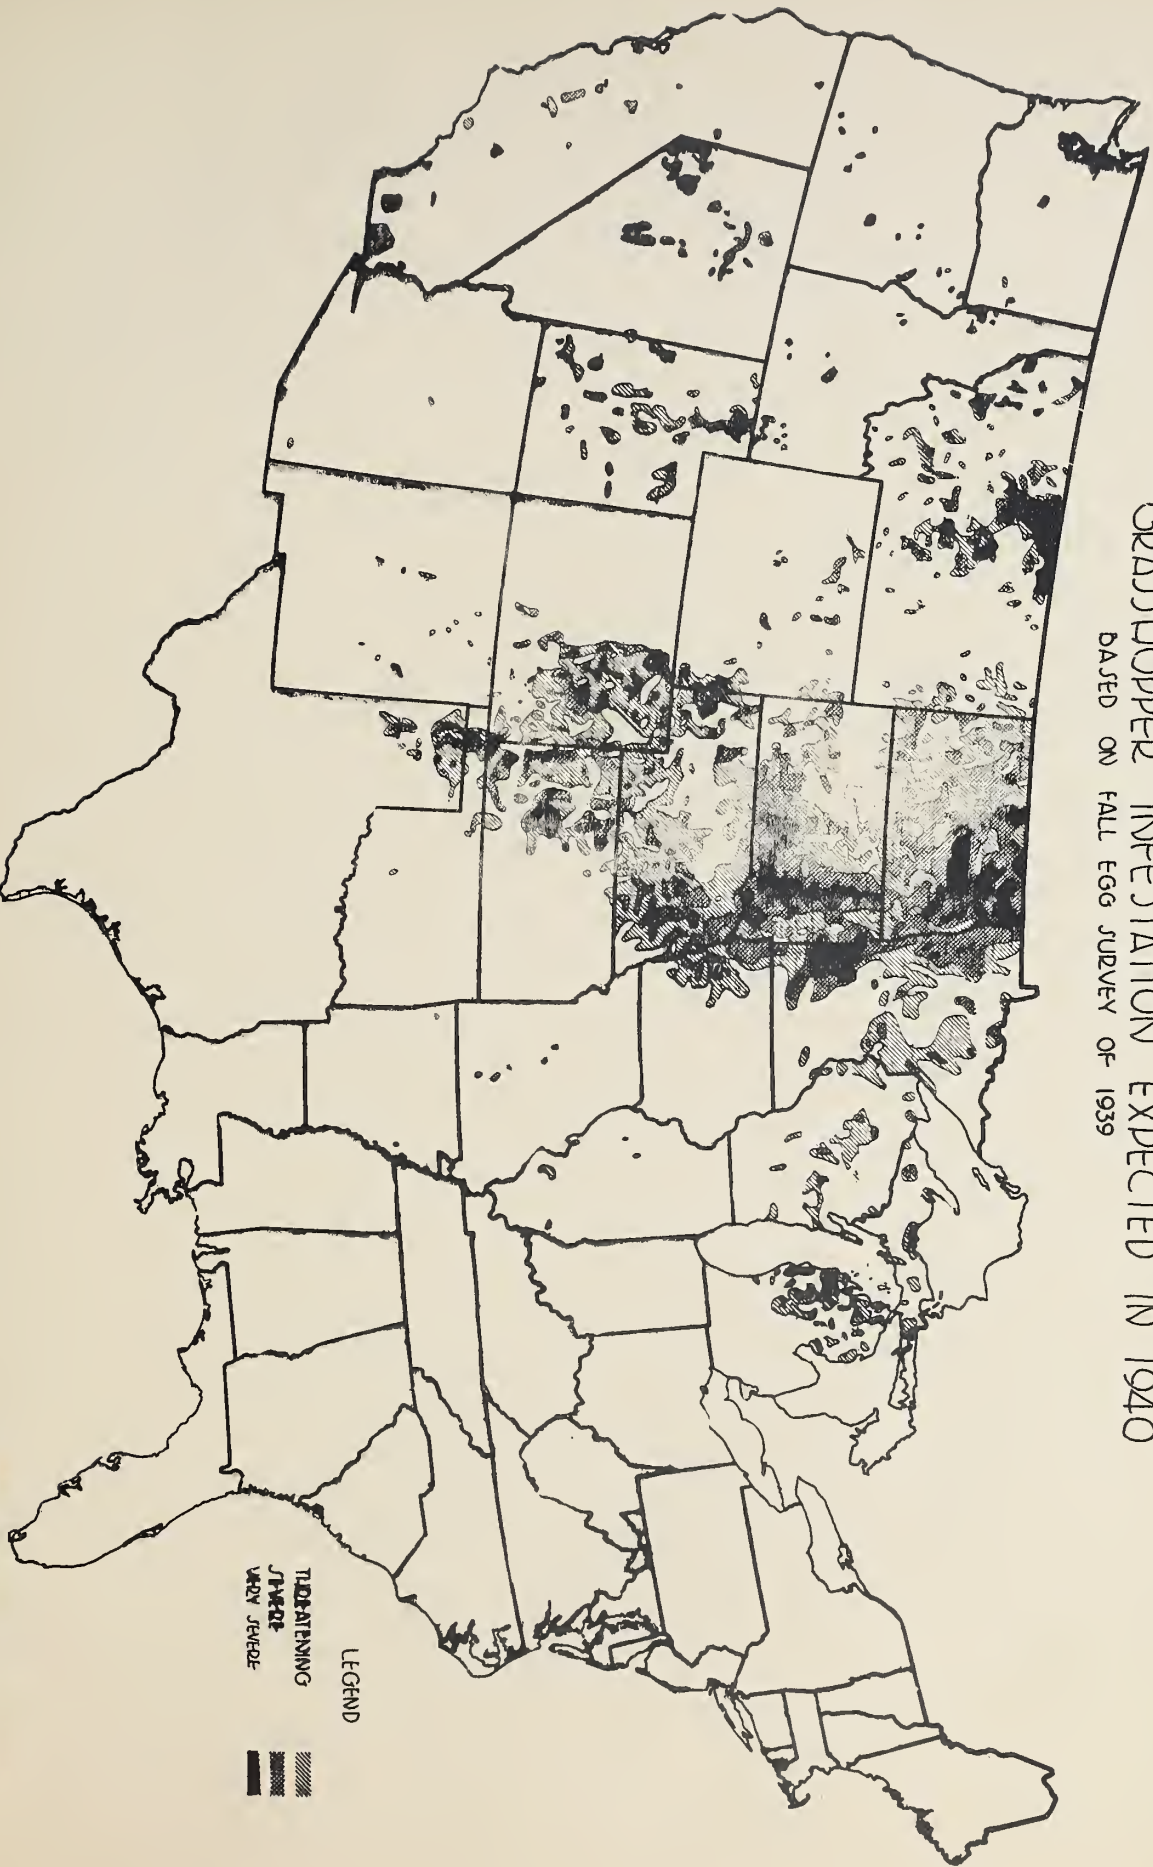 GRASSHOPPER INFESTATION EXPECTED IN 1940
BASED ON FALL EGG SURVEY OF 1939
LEGEND
THREATENING
SEVERE
VERY SEVERE